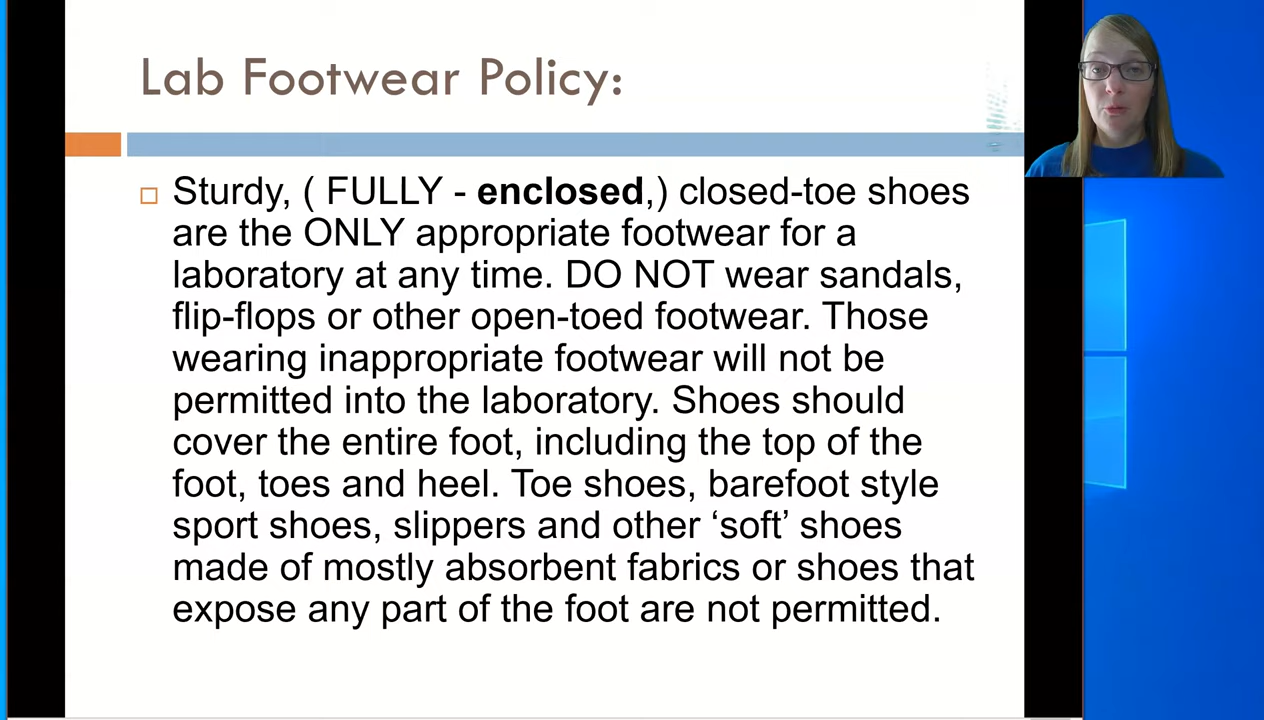 Lab Footwear Policy:
Sturdy, ( FULLY - enclosed,) closed-toe shoes
are the ONLY appropriate footwear for a
laboratory at any time. DO NOT wear sandals,
flip-flops or other open-toed footwear. Those
wearing inappropriate footwear will not be
permitted into the laboratory. Shoes should
cover the entire foot, including the top of the
foot, toes and heel. Toe shoes, barefoot style
sport shoes, slippers and other ‘soft’ shoes
made of mostly absorbent fabrics or shoes that
expose any part of the foot are not permitted.